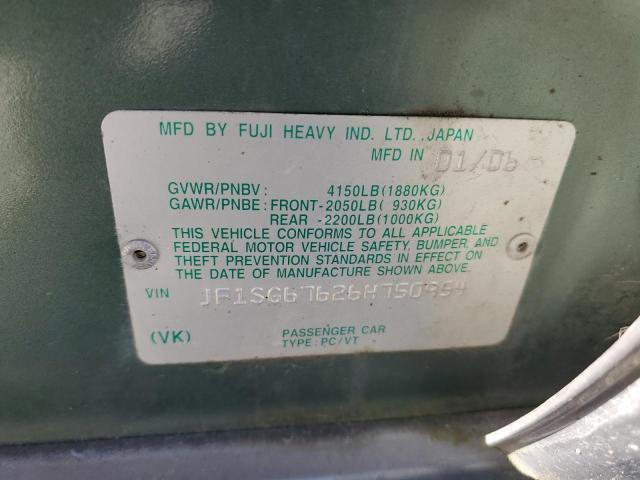 MFD BY FUJI HEAVY IND. LTD., JAPAN
MFD IN 01/06
GVWR/PNBV : 4150LB(1880KG)
GAWR/PNBE : FRONT-2050LB( 930KG)
REAR -2200LB(1000KG)
THIS VEHICLE CONFORMS TO ALL APPLICABLE
FEDERAL MOTOR VEHICLE SAFETY, BUMPER, AND
THEFT PREVENTION STANDARDS IN EFFECT ON
THE DATE OF MANUFACTURE SHOWN ABOVE.
VIN JF1SG67626H750954
(VK) PASSENGER CAR
TYPE: PC/VT